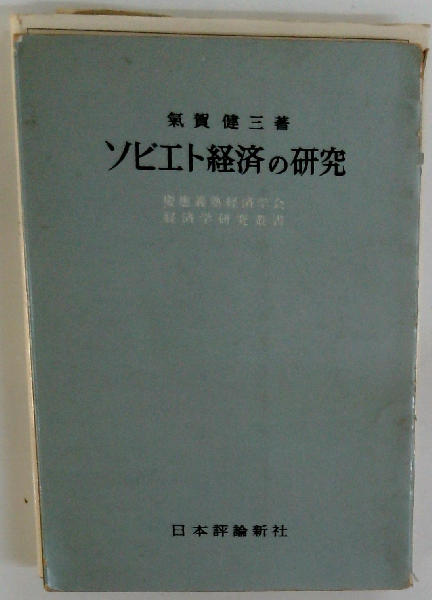 氣賀健三著
ソビエト経済の研究
慶應義塾経済学会
経済学研究叢書
日本評論新社